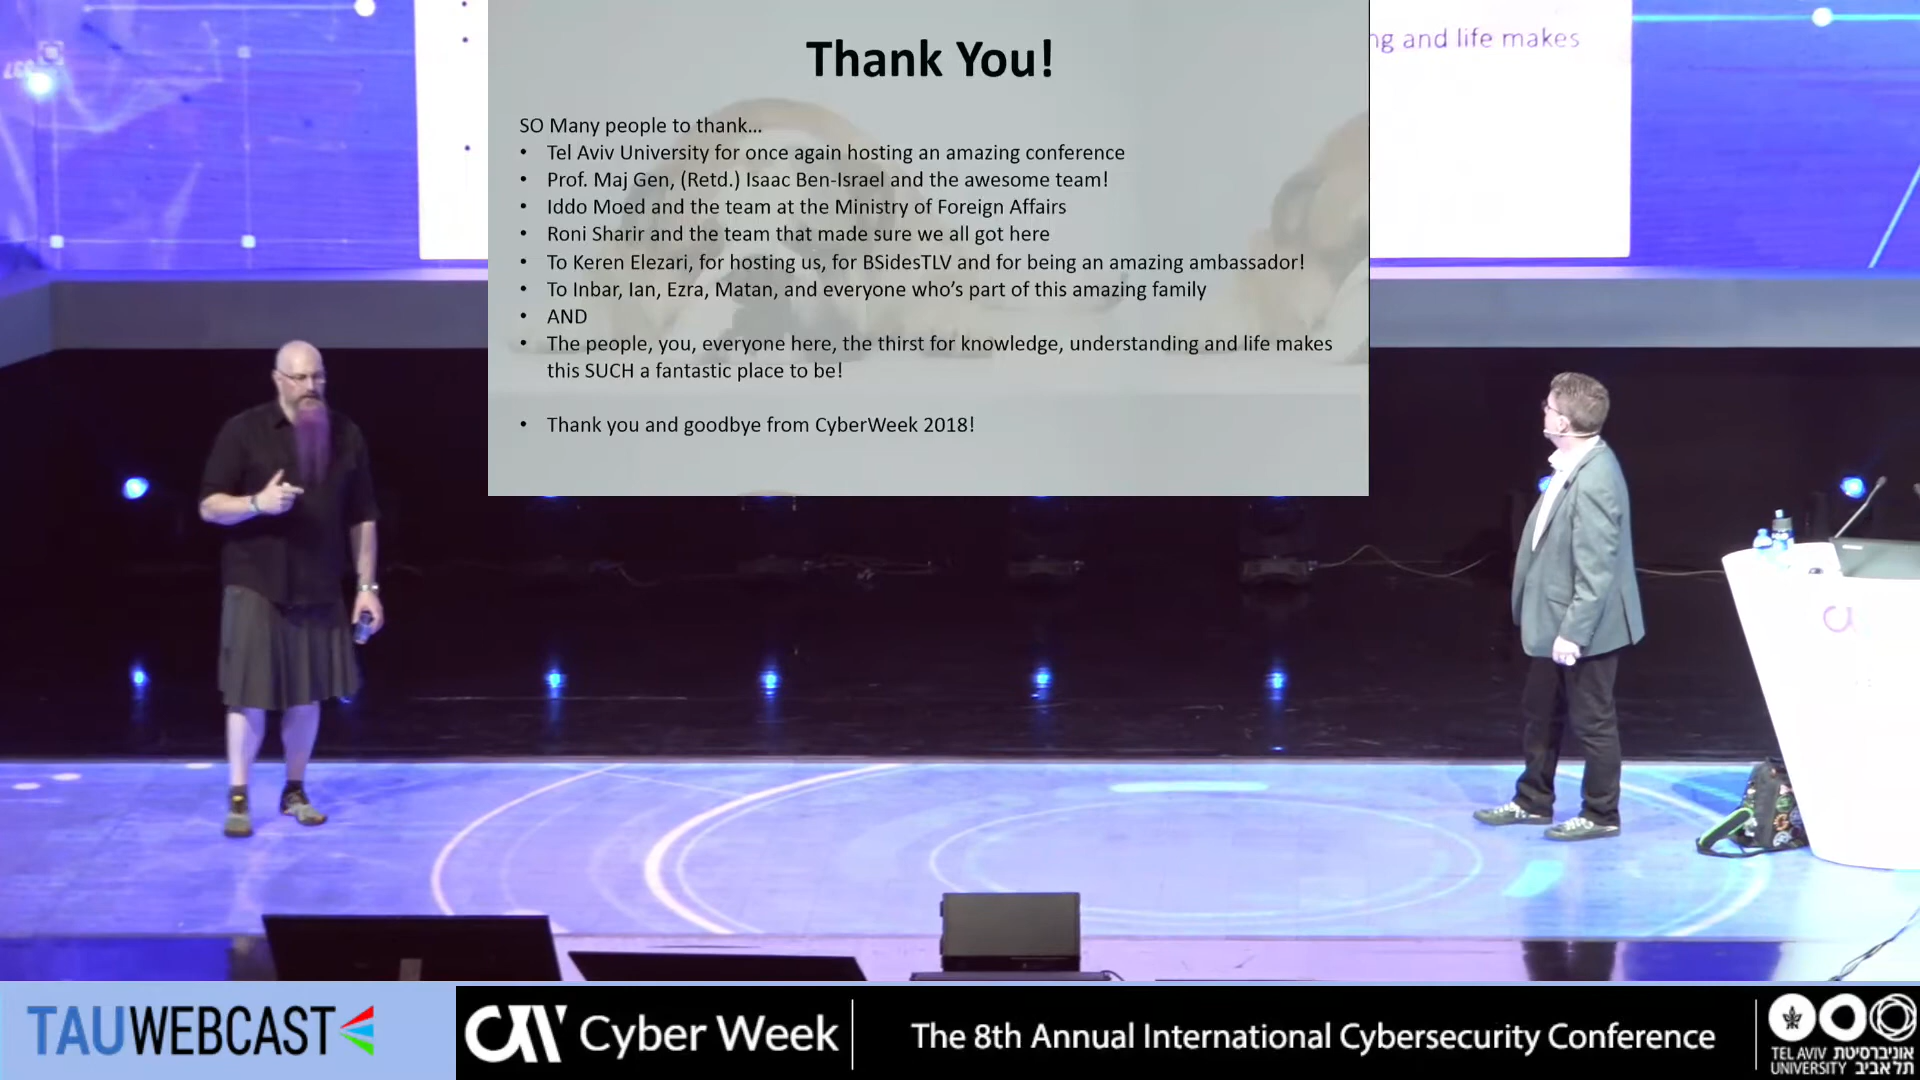 ng and life makes
Thank You!
SO Many people to thank...
• Tel Aviv University for once again hosting an amazing conference
• Prof. Maj Gen, (Retd.) Isaac Ben-Israel and the awesome team!
• Iddo Moed and the team at the Ministry of Foreign Affairs
• Roni Sharir and the team that made sure we all got here
• To Keren Elezari, for hosting us, for BSidesTLV and for being an amazing ambassador!
• To Inbar, Ian, Ezra, Matan, and everyone who's part of this amazing family
• AND
• The people, you, everyone here, the thirst for knowledge, understanding and life makes
this SUCH a fantastic place to be!
• Thank you and goodbye from CyberWeek 2018!
TAUWEBCAST
Cyber Week
The 8th Annual International Cybersecurity Conference
TEL AVIV אוניברסיטת
UNIVERSITY תל אביב